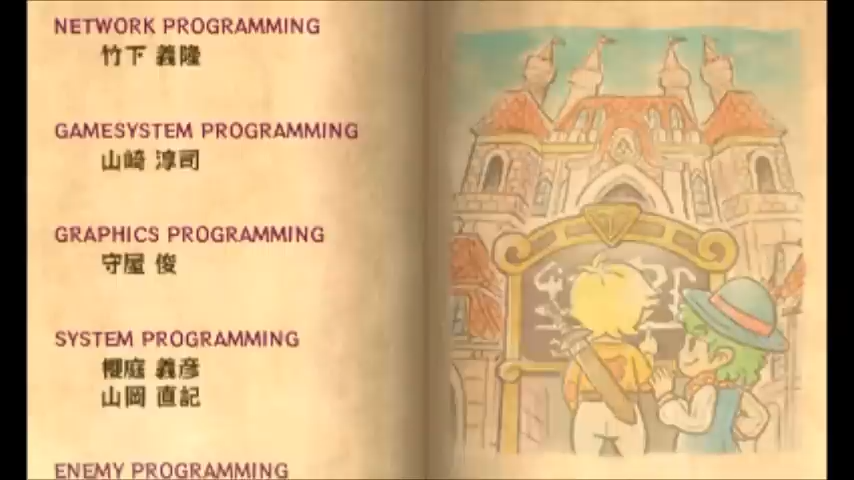 NETWORK PROGRAMMING
竹下 義隆
GAMESYSTEM PROGRAMMING
山崎 淳司
GRAPHICS PROGRAMMING
守屋 俊
SYSTEM PROGRAMMING
櫻庭 義彦
山岡 直記
ENEMY PROGRAMMING